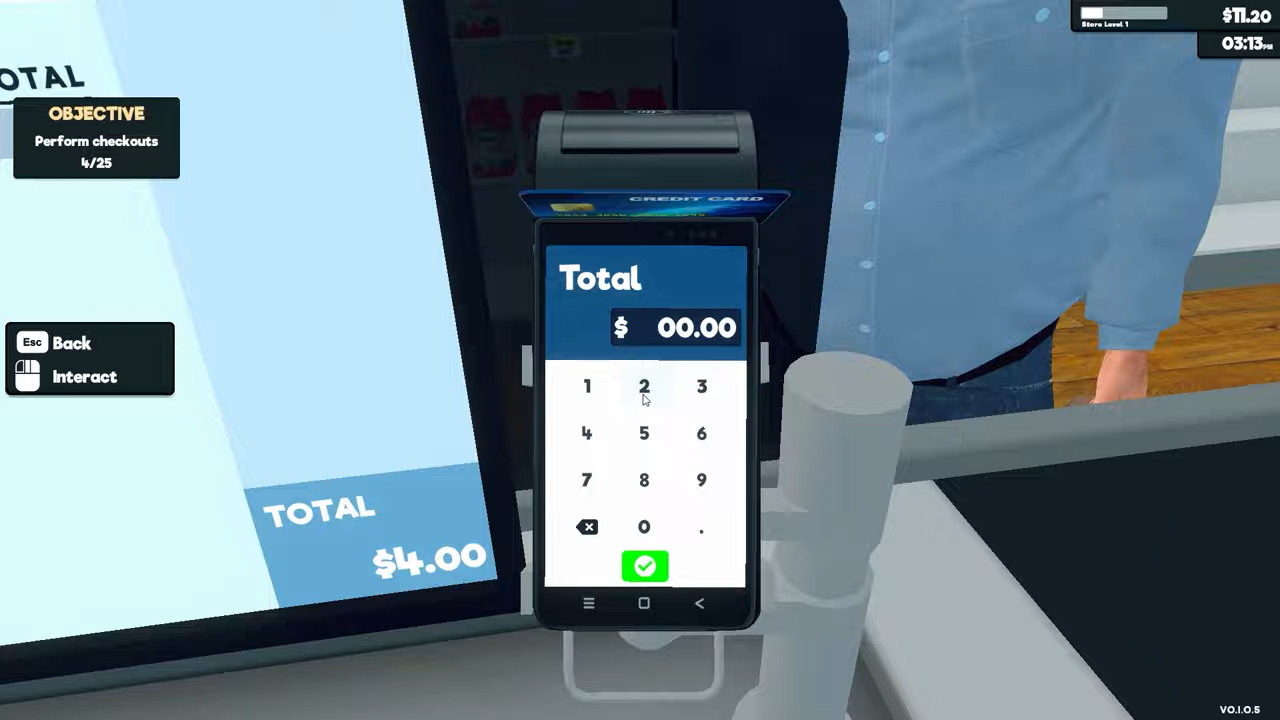 $11.20
Store Level 1
03:13PM
OTAL
OBJECTIVE
Perform checkouts
4/25
CREDIT CARD
Total
$ 00.00
Esc Back
Interact
1 2 3
4 5 6
7 8 9
0 .
TOTAL
$4.00
V0.1.0.5